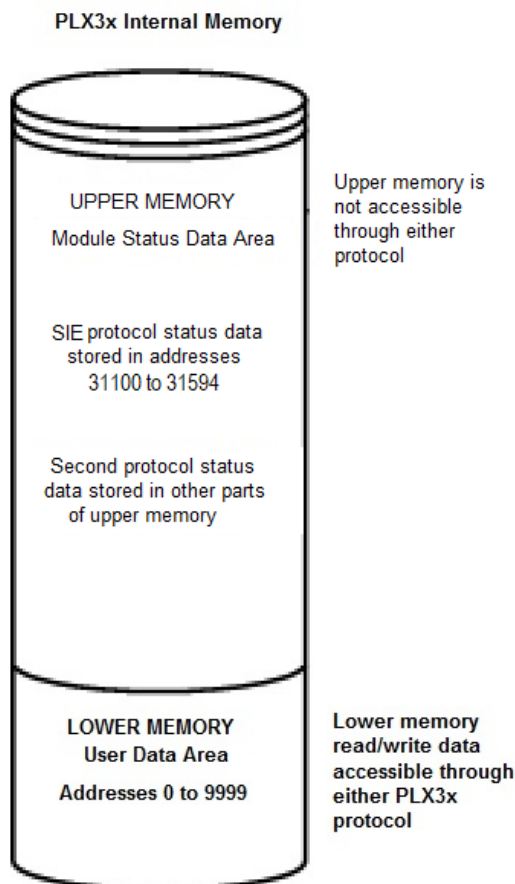 PLX3x Internal Memory
UPPER MEMORY
Module Status Data Area
Upper memory is
not accessible
through either
protocol
SIE protocol status data
stored in addresses
31100 to 31594
Second protocol status
data stored in other parts
of upper memory
LOWER MEMORY
User Data Area
Addresses 0 to 9999
Lower memory
read/write data
accessible through
either PLX3x
protocol